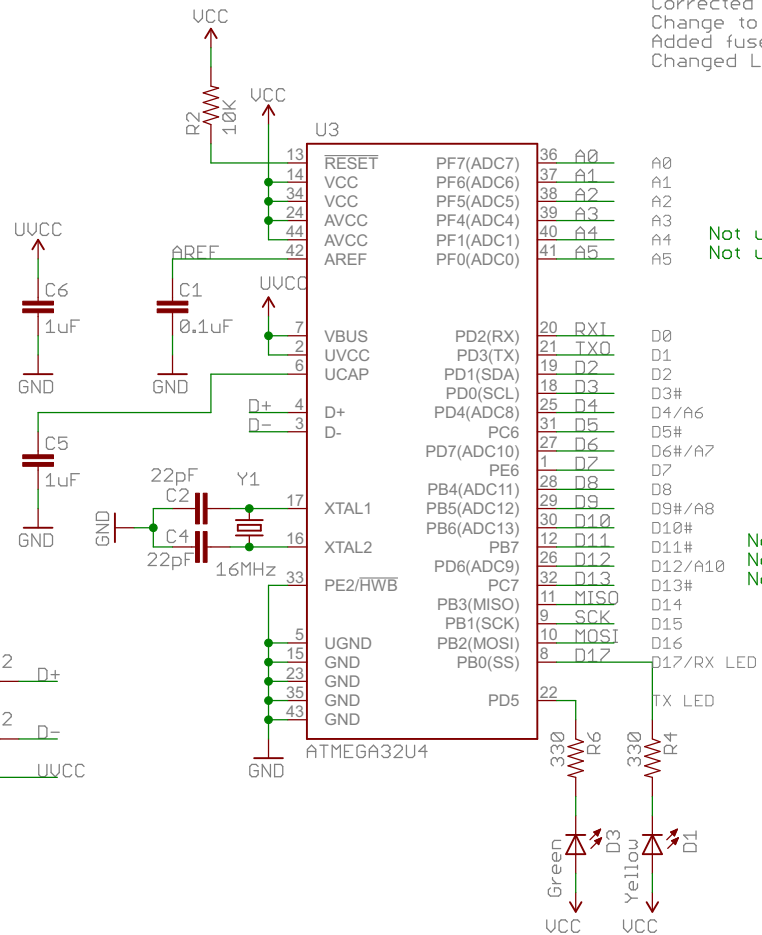 Corrected
Change to
Added fuse
Changed L
VCC
R2
10K
VCC
U3
13 RESET PF7(ADC7) 36 A0 A0
14 VCC PF6(ADC6) 37 A1 A1
34 VCC PF5(ADC5) 38 A2 A2
24 AVCC PF4(ADC4) 39 A3 A3
44 AVCC PF1(ADC1) 40 A4 A4 Not u
42 AREF PF0(ADC0) 41 A5 A5 Not u
AREF
UVCC
C6
1uF
GND
C1
0.1uF
GND
UVCC
7 VBUS PD2(RX) 20 RXI D0
2 UVCC PD3(TX) 21 TXO D1
6 UCAP PD1(SDA) 19 D2 D2
PD0(SCL) 18 D3 D3#
D+ 4 D+ PD4(ADC8) 25 D4 D4/A6
D- 3 D- PC6 31 D5 D5#
PD7(ADC10) 27 D6 D6#/A7
PE6 1 D7 D7
PB4(ADC11) 28 D8 D8
17 XTAL1 PB5(ADC12) 29 D9 D9#/A8
PB6(ADC13) 30 D10 D10#
16 XTAL2 PB7 12 D11 D11#
PD6(ADC9) 26 D12 D12/A10
33 PE2/HWB PC7 32 D13 D13#
PB3(MISO) 11 MISO D14
PB1(SCK) 9 SCK D15
5 UGND PB2(MOSI) 10 MOSI D16
15 GND PB0(SS) 8 D17 D17/RX LED
23 GND
35 GND PD5 22 TX LED
43 GND
ATMEGA32U4
GND
C5
1uF
GND
22pF
C2
Y1
GND
C4
22pF
16MHz
No
No
No
2
D+
2
D-
UVCC
330
R6
330
R4
Green
D3
Yellow
D1
VCC
VCC